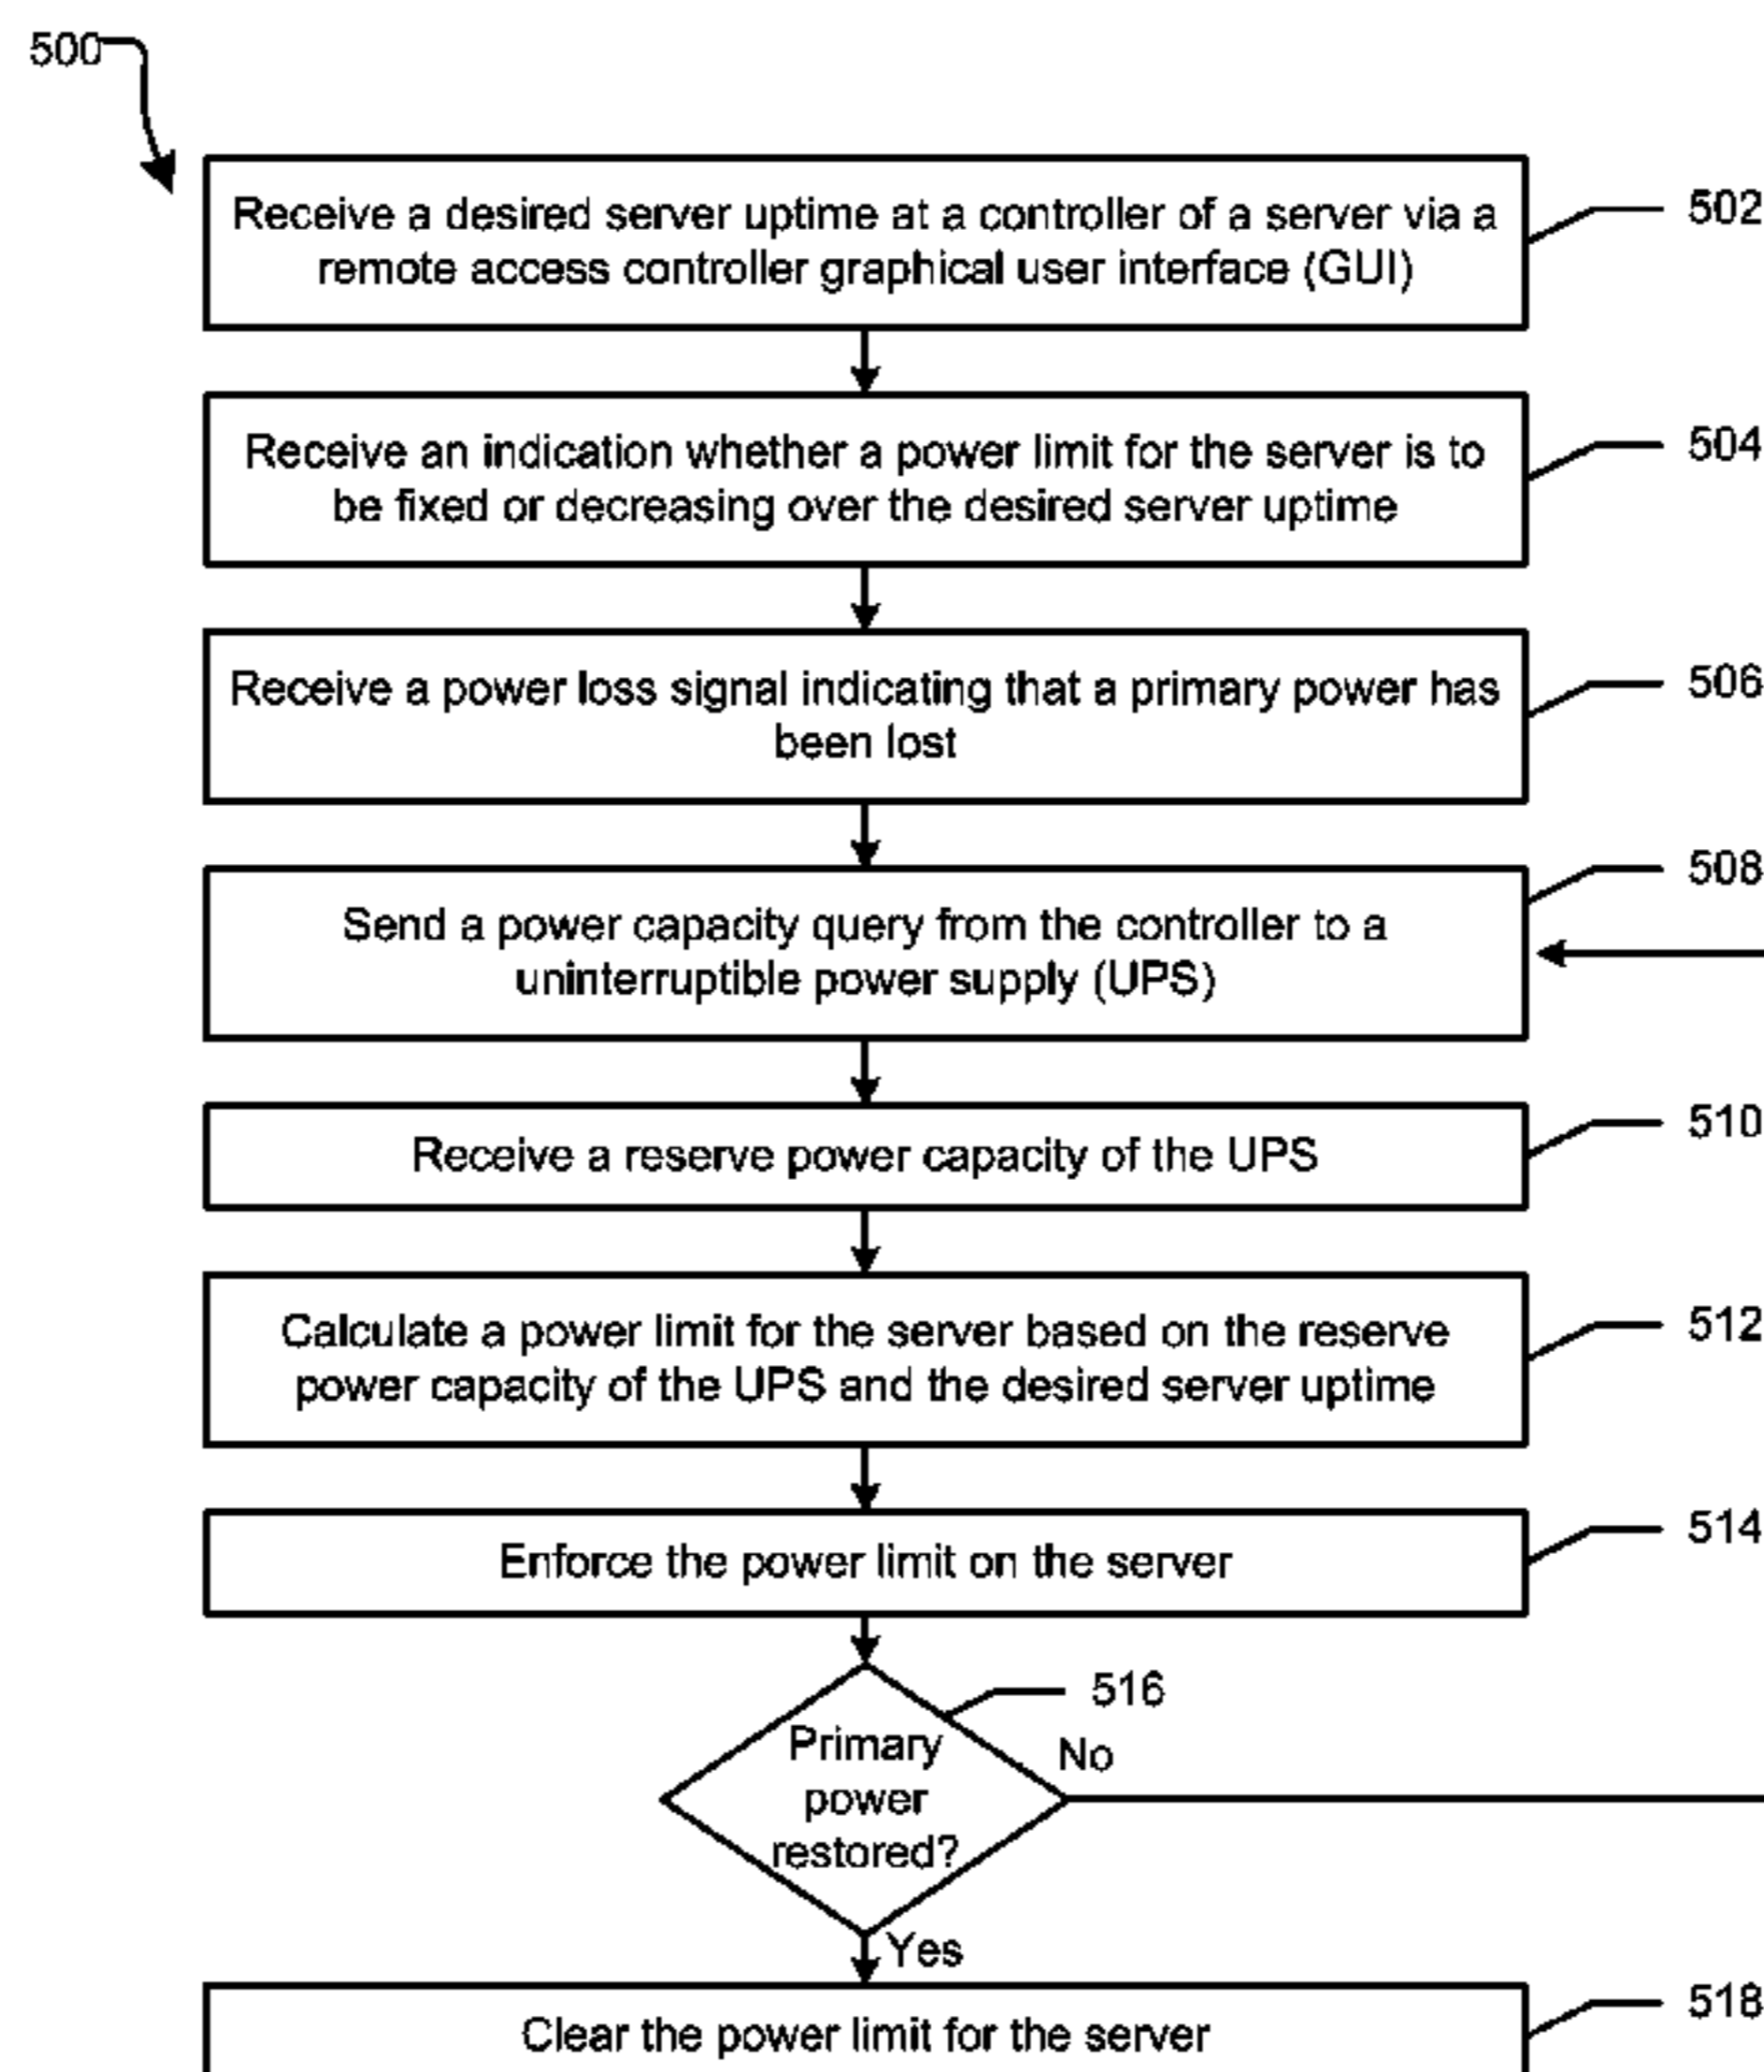 500
Receive a desired server uptime at a controller of a server via a
remote access controller graphical user interface (GUI)
502
Receive an indication whether a power limit for the server is to
be fixed or decreasing over the desired server uptime
504
Receive a power loss signal indicating that a primary power has
been lost
506
Send a power capacity query from the controller to a
uninterruptible power supply (UPS)
508
Receive a reserve power capacity of the UPS
510
Calculate a power limit for the server based on the reserve
power capacity of the UPS and the desired server uptime
512
Enforce the power limit on the server
514
Primary
power
restored?
516
No
Yes
Clear the power limit for the server
518